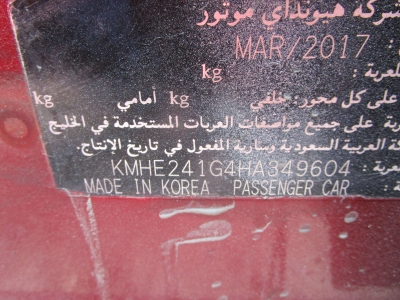 شركة هيونداي موتور
MAR/2017 :
للعربة : kg
على كل محور: خلفي kg أمامي kg
على جميع مواصفات العربات المستخدمة في الخليج
العربية السعودية وسارية المفعول في تاريخ الإنتاج.
KMHE241G4HA349604
MADE IN KOREA PASSENGER CAR